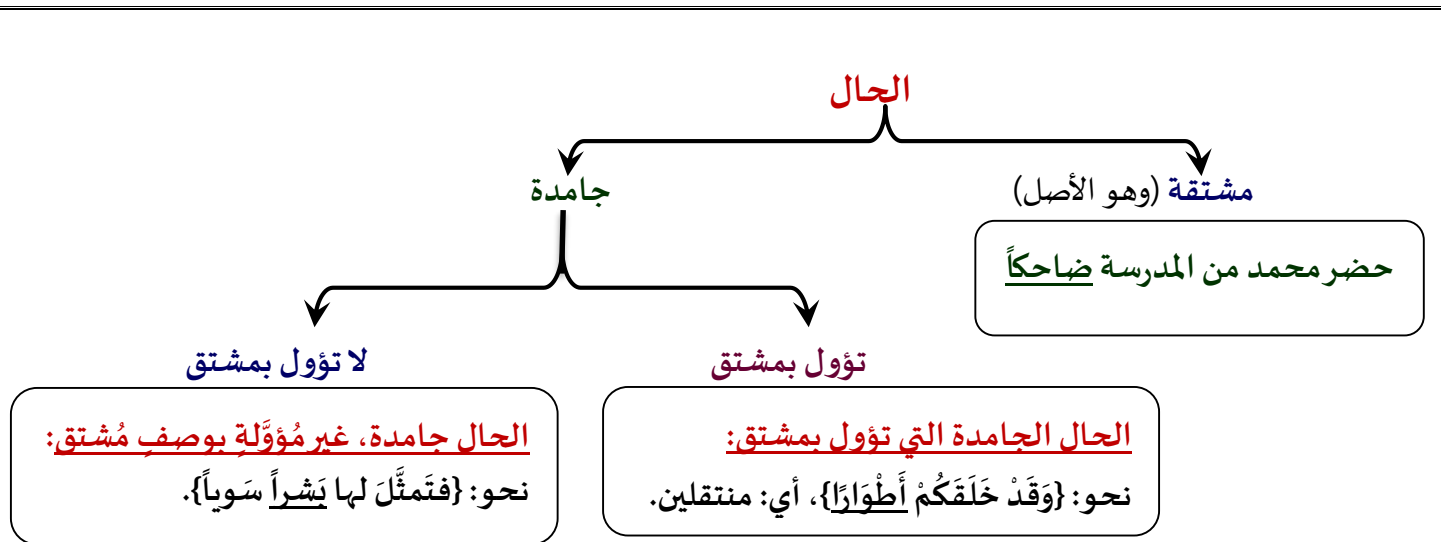 الحال
مشتقة (وهو الأصل)
جامدة
حضر محمد من المدرسة ضاحكاً
تؤول بمشتق
لا تؤول بمشتق
الحال الجامدة التي تؤول بمشتق:
نحو: {وَقَدْ خَلَقَكُمْ أَطْوَارًا}، أي: منتقلين.
الحال جامدة، غير مُؤوَّلةِ بوصفِ مُشتق:
نحو: {فتَمثَّلَ لها بَشراً سَوياً}.